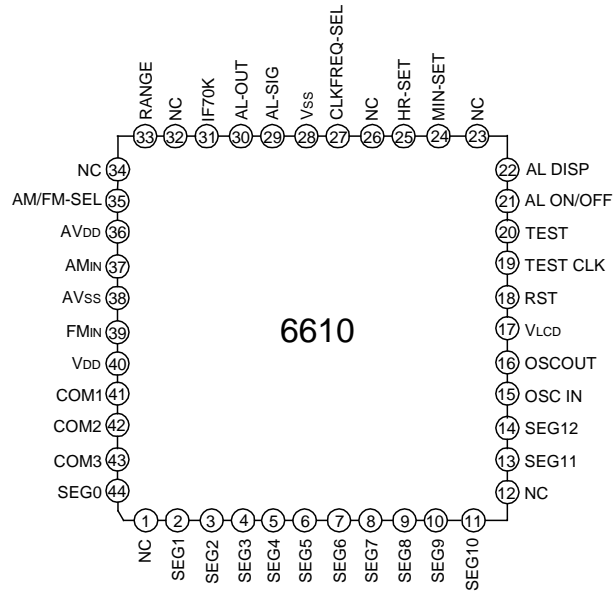 RANGE
NC
IF70K
AL-OUT
AL-SIG
VSS
CLKFREQ-SEL
NC
HR-SET
MIN-SET
NC
33 32 31 30 29 28 27 26 25 24 23
NC 34
AM/FM-SEL 35
AVDD 36
AMIN 37
AVSS 38
FMIN 39
VDD 40
COM1 41
COM2 42
COM3 43
SEG0 44
6610
22 AL DISP
21 AL ON/OFF
20 TEST
19 TEST CLK
18 RST
17 VLCD
16 OSCOUT
15 OSC IN
14 SEG12
13 SEG11
12 NC
1 2 3 4 5 6 7 8 9 10 11
NC
SEG1
SEG2
SEG3
SEG4
SEG5
SEG6
SEG7
SEG8
SEG9
SEG10